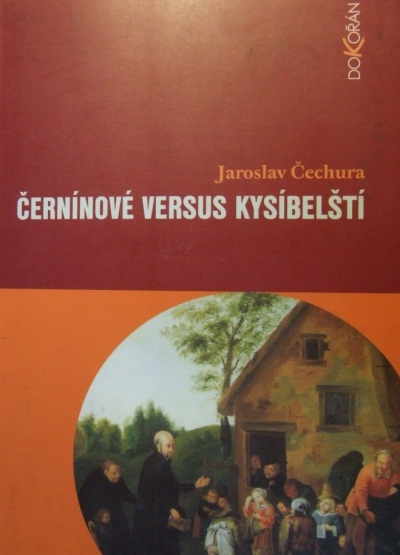 DOKOŘÁN
Jaroslav Čechura
ČERNÍNOVÉ VERSUS KYSÍBELŠTÍ